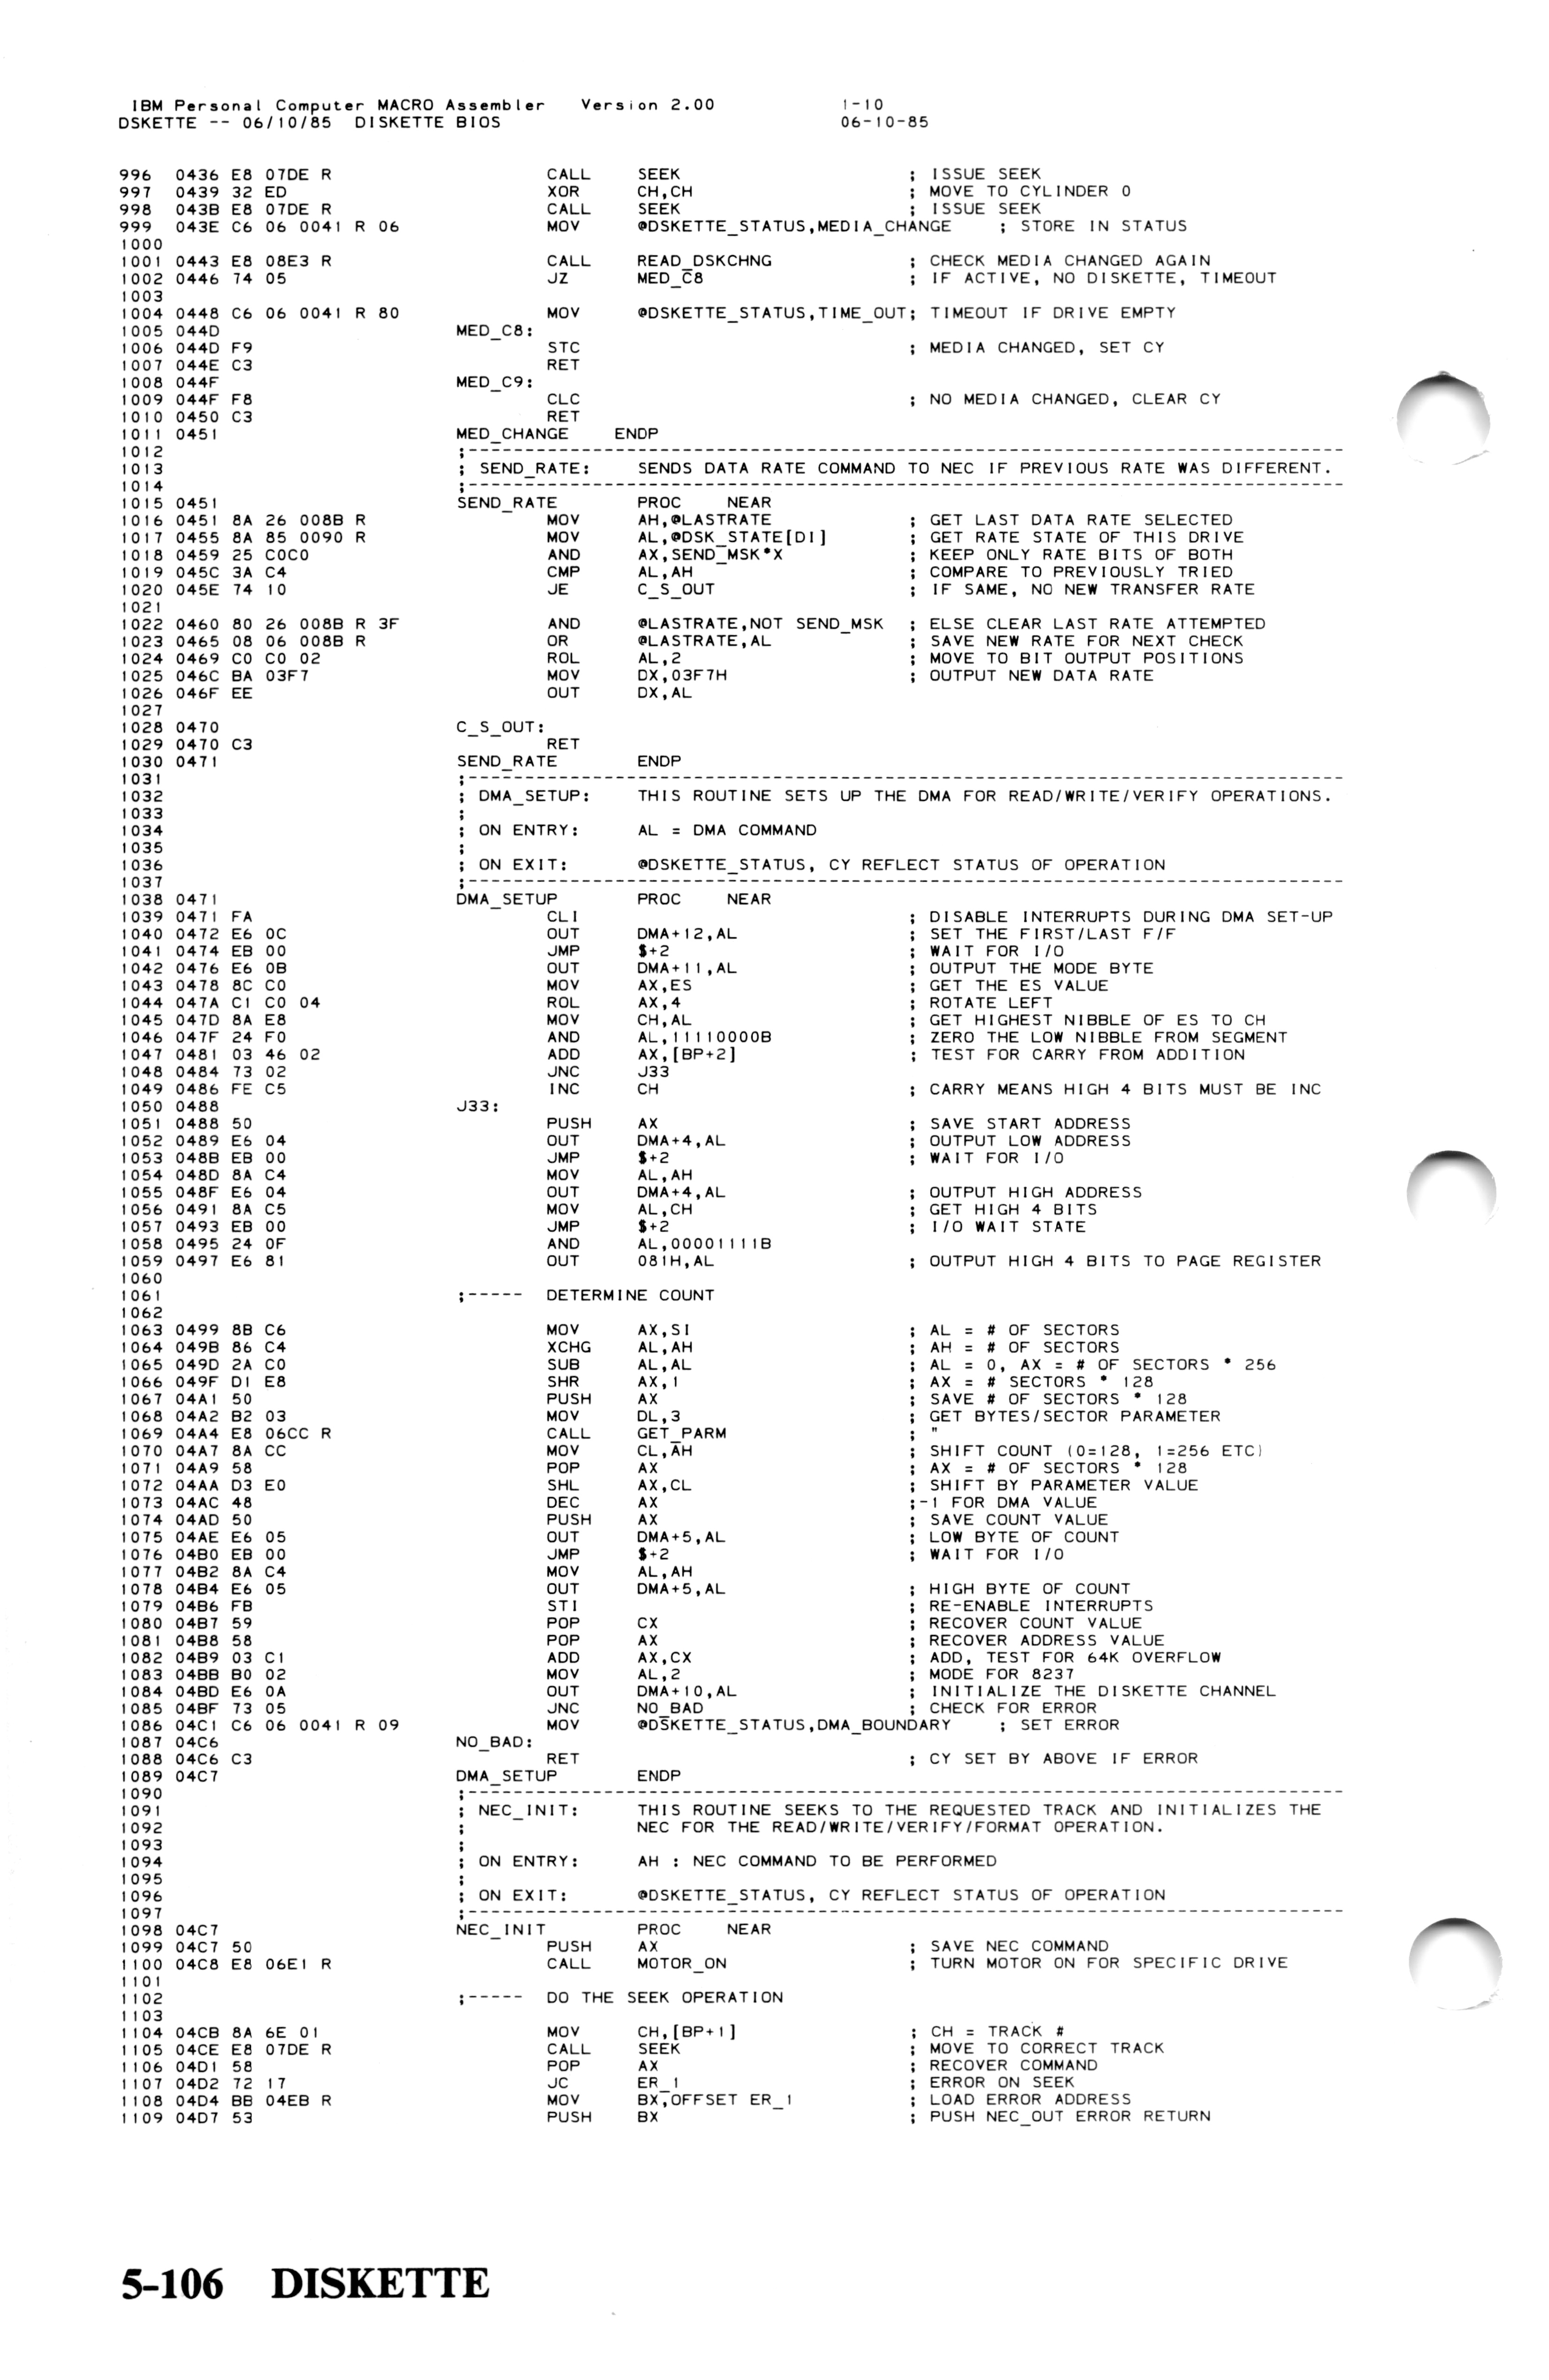 IBM Personal Computer MACRO Assembler   Version 2.00          1-10
DSKETTE -- 06/10/85  DISKETTE BIOS                            06-10-85
996  0436 E8 07DE R                    CALL    SEEK                    ; ISSUE SEEK
997  0439 32 ED                        XOR     CH,CH                   ; MOVE TO CYLINDER 0
998  043B E8 07DE R                    CALL    SEEK                    ; ISSUE SEEK
999  043E C6 06 0041 R 06              MOV     @DSKETTE_STATUS,MEDIA_CHANGE    ; STORE IN STATUS
1000
1001 0443 E8 08E3 R                    CALL    READ_DSKCHNG            ; CHECK MEDIA CHANGED AGAIN
1002 0446 74 05                        JZ      MED_C8                  ; IF ACTIVE, NO DISKETTE, TIMEOUT
1003
1004 0448 C6 06 0041 R 80              MOV     @DSKETTE_STATUS,TIME_OUT; TIMEOUT IF DRIVE EMPTY
1005 044D                      MED_C8:
1006 044D F9                           STC                             ; MEDIA CHANGED, SET CY
1007 044E C3                           RET
1008 044F                      MED_C9:
1009 044F F8                           CLC                             ; NO MEDIA CHANGED, CLEAR CY
1010 0450 C3                           RET
1011 0451                      MED_CHANGE    ENDP
1012                           ;------------------------------------------------------------------------------
1013                           ; SEND_RATE:    SENDS DATA RATE COMMAND TO NEC IF PREVIOUS RATE WAS DIFFERENT.
1014                           ;------------------------------------------------------------------------------
1015 0451                      SEND_RATE       PROC    NEAR
1016 0451 8A 26 008B R                 MOV     AH,@LASTRATE            ; GET LAST DATA RATE SELECTED
1017 0455 8A 85 0090 R                 MOV     AL,@DSK_STATE[DI]       ; GET RATE STATE OF THIS DRIVE
1018 0459 25 C0C0                      AND     AX,SEND_MSK*X           ; KEEP ONLY RATE BITS OF BOTH
1019 045C 3A C4                        CMP     AL,AH                   ; COMPARE TO PREVIOUSLY TRIED
1020 045E 74 10                        JE      C_S_OUT                 ; IF SAME, NO NEW TRANSFER RATE
1021
1022 0460 80 26 008B R 3F              AND     @LASTRATE,NOT SEND_MSK  ; ELSE CLEAR LAST RATE ATTEMPTED
1023 0465 08 06 008B R                 OR      @LASTRATE,AL            ; SAVE NEW RATE FOR NEXT CHECK
1024 0469 C0 C0 02                     ROL     AL,2                    ; MOVE TO BIT OUTPUT POSITIONS
1025 046C BA 03F7                      MOV     DX,03F7H                ; OUTPUT NEW DATA RATE
1026 046F EE                           OUT     DX,AL
1027
1028 0470                      C_S_OUT:
1029 0470 C3                           RET
1030 0471                      SEND_RATE       ENDP
1031                           ;------------------------------------------------------------------------------
1032                           ; DMA_SETUP:    THIS ROUTINE SETS UP THE DMA FOR READ/WRITE/VERIFY OPERATIONS.
1033                           ;
1034                           ; ON ENTRY:     AL = DMA COMMAND
1035                           ;
1036                           ; ON EXIT:      @DSKETTE_STATUS, CY REFLECT STATUS OF OPERATION
1037                           ;------------------------------------------------------------------------------
1038 0471                      DMA_SETUP       PROC    NEAR
1039 0471 FA                           CLI                             ; DISABLE INTERRUPTS DURING DMA SET-UP
1040 0472 E6 0C                        OUT     DMA+12,AL               ; SET THE FIRST/LAST F/F
1041 0474 EB 00                        JMP     $+2                     ; WAIT FOR I/O
1042 0476 E6 0B                        OUT     DMA+11,AL               ; OUTPUT THE MODE BYTE
1043 0478 8C C0                        MOV     AX,ES                   ; GET THE ES VALUE
1044 047A C1 C0 04                     ROL     AX,4                    ; ROTATE LEFT
1045 047D 8A E8                        MOV     CH,AL                   ; GET HIGHEST NIBBLE OF ES TO CH
1046 047F 24 F0                        AND     AL,11110000B            ; ZERO THE LOW NIBBLE FROM SEGMENT
1047 0481 03 46 02                     ADD     AX,[BP+2]               ; TEST FOR CARRY FROM ADDITION
1048 0484 73 02                        JNC     J33
1049 0486 FE C5                        INC     CH                      ; CARRY MEANS HIGH 4 BITS MUST BE INC
1050 0488                      J33:
1051 0488 50                           PUSH    AX                      ; SAVE START ADDRESS
1052 0489 E6 04                        OUT     DMA+4,AL                ; OUTPUT LOW ADDRESS
1053 048B EB 00                        JMP     $+2                     ; WAIT FOR I/O
1054 048D 8A C4                        MOV     AL,AH
1055 048F E6 04                        OUT     DMA+4,AL                ; OUTPUT HIGH ADDRESS
1056 0491 8A C5                        MOV     AL,CH                   ; GET HIGH 4 BITS
1057 0493 EB 00                        JMP     $+2                     ; I/O WAIT STATE
1058 0495 24 0F                        AND     AL,00001111B
1059 0497 E6 81                        OUT     081H,AL                 ; OUTPUT HIGH 4 BITS TO PAGE REGISTER
1060
1061                           ;-----  DETERMINE COUNT
1062
1063 0499 8B C6                        MOV     AX,SI                   ; AL = # OF SECTORS
1064 049B 86 C4                        XCHG    AL,AH                   ; AH = # OF SECTORS
1065 049D 2A C0                        SUB     AL,AL                   ; AL = 0, AX = # OF SECTORS * 256
1066 049F D1 E8                        SHR     AX,1                    ; AX = # SECTORS * 128
1067 04A1 50                           PUSH    AX                      ; SAVE # OF SECTORS * 128
1068 04A2 B2 03                        MOV     DL,3                    ; GET BYTES/SECTOR PARAMETER
1069 04A4 E8 06CC R                    CALL    GET_PARM                ; "
1070 04A7 8A CC                        MOV     CL,AH                   ; SHIFT COUNT (0=128, 1=256 ETC)
1071 04A9 58                           POP     AX                      ; AX = # OF SECTORS * 128
1072 04AA D3 E0                        SHL     AX,CL                   ; SHIFT BY PARAMETER VALUE
1073 04AC 48                           DEC     AX                      ;-1 FOR DMA VALUE
1074 04AD 50                           PUSH    AX                      ; SAVE COUNT VALUE
1075 04AE E6 05                        OUT     DMA+5,AL                ; LOW BYTE OF COUNT
1076 04B0 EB 00                        JMP     $+2                     ; WAIT FOR I/O
1077 04B2 8A C4                        MOV     AL,AH
1078 04B4 E6 05                        OUT     DMA+5,AL                ; HIGH BYTE OF COUNT
1079 04B6 FB                           STI                             ; RE-ENABLE INTERRUPTS
1080 04B7 59                           POP     CX                      ; RECOVER COUNT VALUE
1081 04B8 58                           POP     AX                      ; RECOVER ADDRESS VALUE
1082 04B9 03 C1                        ADD     AX,CX                   ; ADD, TEST FOR 64K OVERFLOW
1083 04BB B0 02                        MOV     AL,2                    ; MODE FOR 8237
1084 04BD E6 0A                        OUT     DMA+10,AL               ; INITIALIZE THE DISKETTE CHANNEL
1085 04BF 73 05                        JNC     NO_BAD                  ; CHECK FOR ERROR
1086 04C1 C6 06 0041 R 09              MOV     @DSKETTE_STATUS,DMA_BOUNDARY    ; SET ERROR
1087 04C6                      NO_BAD:
1088 04C6 C3                           RET                             ; CY SET BY ABOVE IF ERROR
1089 04C7                      DMA_SETUP       ENDP
1090                           ;------------------------------------------------------------------------------
1091                           ; NEC_INIT:     THIS ROUTINE SEEKS TO THE REQUESTED TRACK AND INITIALIZES THE
1092                           ;               NEC FOR THE READ/WRITE/VERIFY/FORMAT OPERATION.
1093                           ;
1094                           ; ON ENTRY:     AH : NEC COMMAND TO BE PERFORMED
1095                           ;
1096                           ; ON EXIT:      @DSKETTE_STATUS, CY REFLECT STATUS OF OPERATION
1097                           ;------------------------------------------------------------------------------
1098 04C7                      NEC_INIT        PROC    NEAR
1099 04C7 50                           PUSH    AX                      ; SAVE NEC COMMAND
1100 04C8 E8 06E1 R                    CALL    MOTOR_ON                ; TURN MOTOR ON FOR SPECIFIC DRIVE
1101
1102                           ;-----  DO THE SEEK OPERATION
1103
1104 04CB 8A 6E 01                     MOV     CH,[BP+1]               ; CH = TRACK #
1105 04CE E8 07DE R                    CALL    SEEK                    ; MOVE TO CORRECT TRACK
1106 04D1 58                           POP     AX                      ; RECOVER COMMAND
1107 04D2 72 17                        JC      ER_1                    ; ERROR ON SEEK
1108 04D4 BB 04EB R                    MOV     BX,OFFSET ER_1          ; LOAD ERROR ADDRESS
1109 04D7 53                           PUSH    BX                      ; PUSH NEC_OUT ERROR RETURN
5-106   DISKETTE